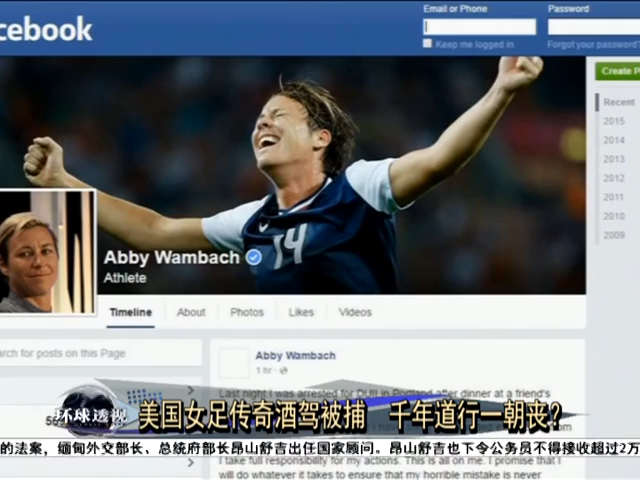 cebook
Email or Phone
Password
Keep me logged in
Forgot your password?
Create P
Recent
2015
2014
2013
2012
2011
2010
2009
14
Abby Wambach
Athlete
Timeline
About
Photos
Likes
Videos
rch for posts on this Page
Abby Wambach
1 hr
Last night I was arrested for DUII in Portland after dinner at a friend's
环球透视
美国女足传奇酒驾被捕 千年道行一朝丧?
的法案，缅甸外交部长、总统府部长昂山舒吉出任国家顾问。昂山舒吉也下令公务员不得接收超过2万
I take full responsibility for my actions. This is all on me. I promise that I
will do whatever it takes to ensure that my horrible mistake is never